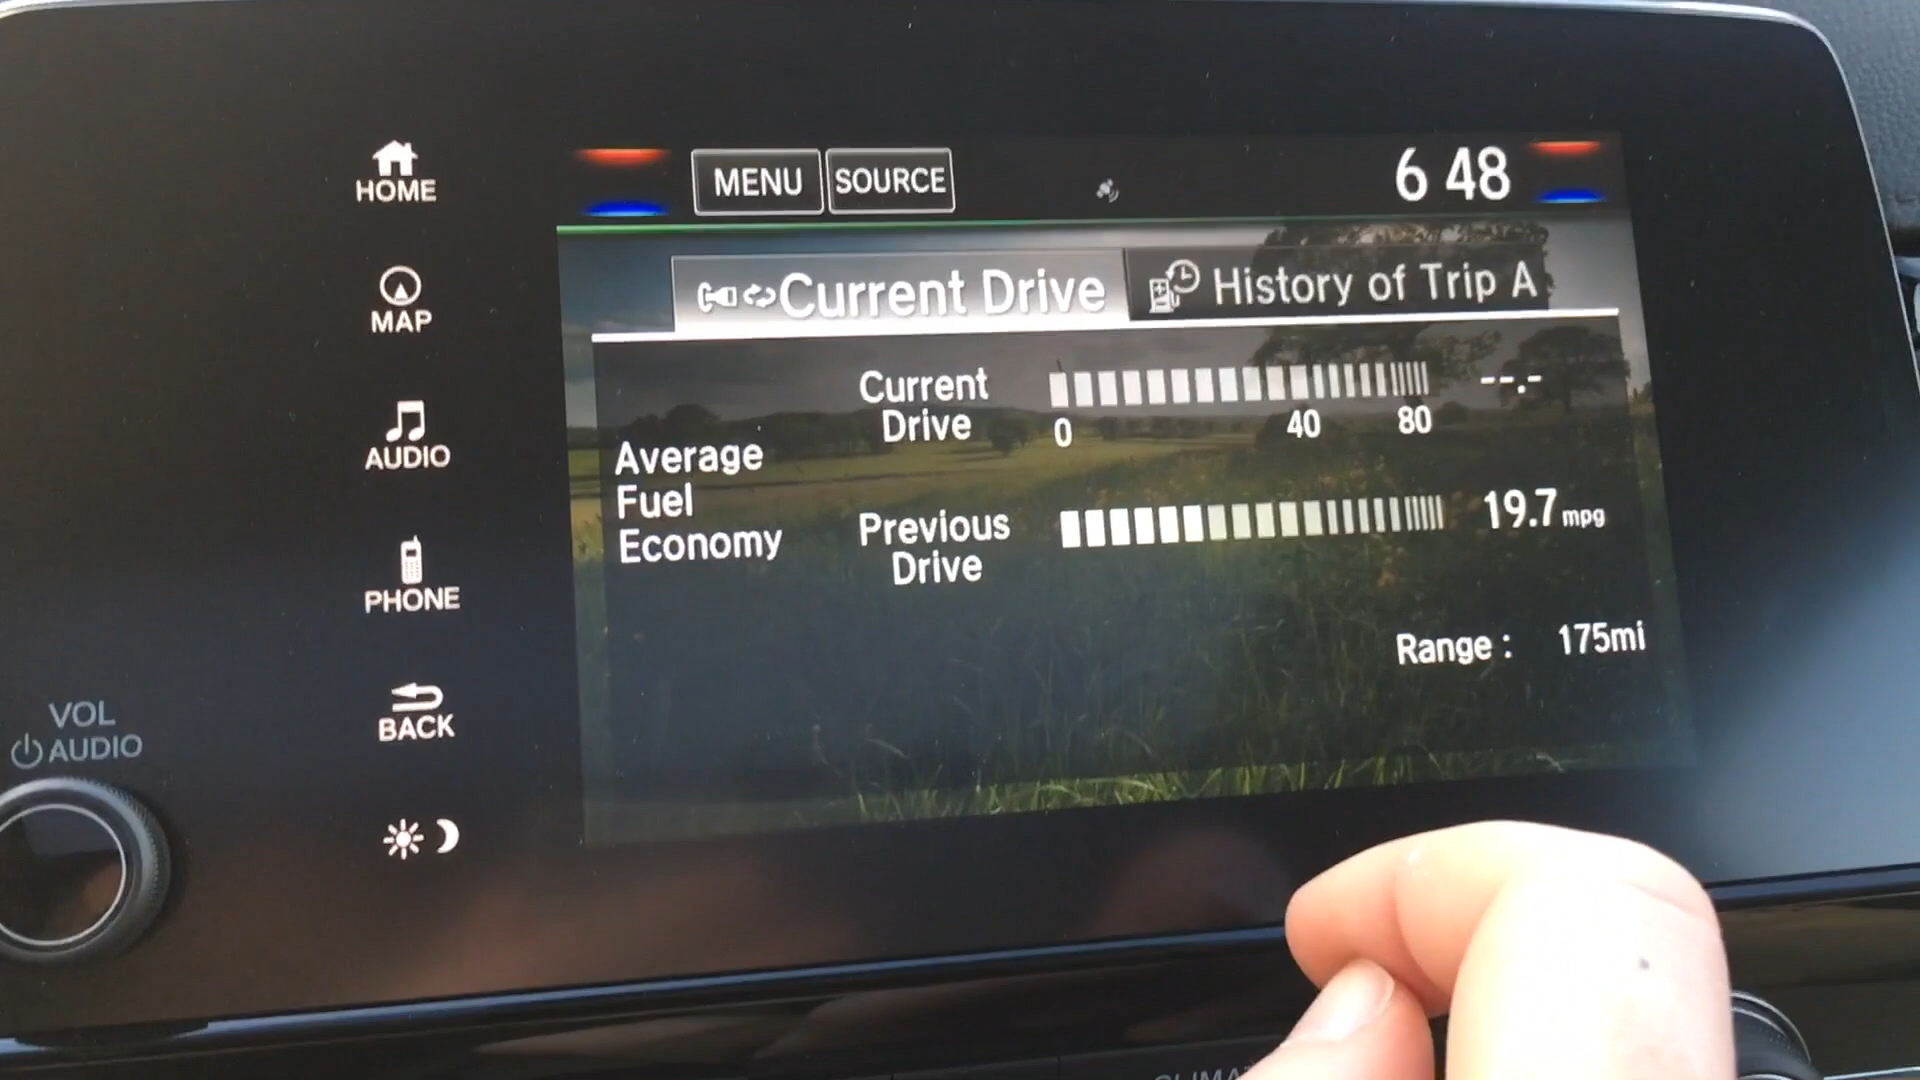 HOME
MAP
AUDIO
PHONE
BACK
VOL
AUDIO
MENU
SOURCE
6 48
Current Drive
History of Trip A
Average
Fuel
Economy
Current
Drive
0
40
80
--.-
Previous
Drive
19.7 mpg
Range : 175mi